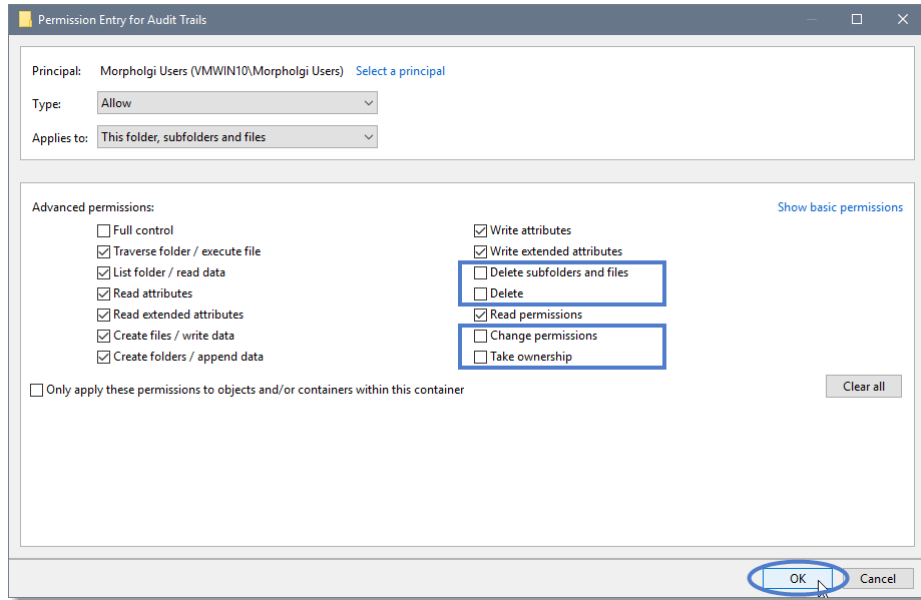 Permission Entry for Audit Trails
Principal: Morpholgi Users (VMWIN10\Morpholgi Users) Select a principal
Type: Allow
Applies to: This folder, subfolders and files
Advanced permissions: Show basic permissions
Full control Write attributes
Traverse folder / execute file Write extended attributes
List folder / read data Delete subfolders and files
Read attributes Delete
Read extended attributes Read permissions
Create files / write data Change permissions
Create folders / append data Take ownership
Only apply these permissions to objects and/or containers within this container Clear all
OK Cancel